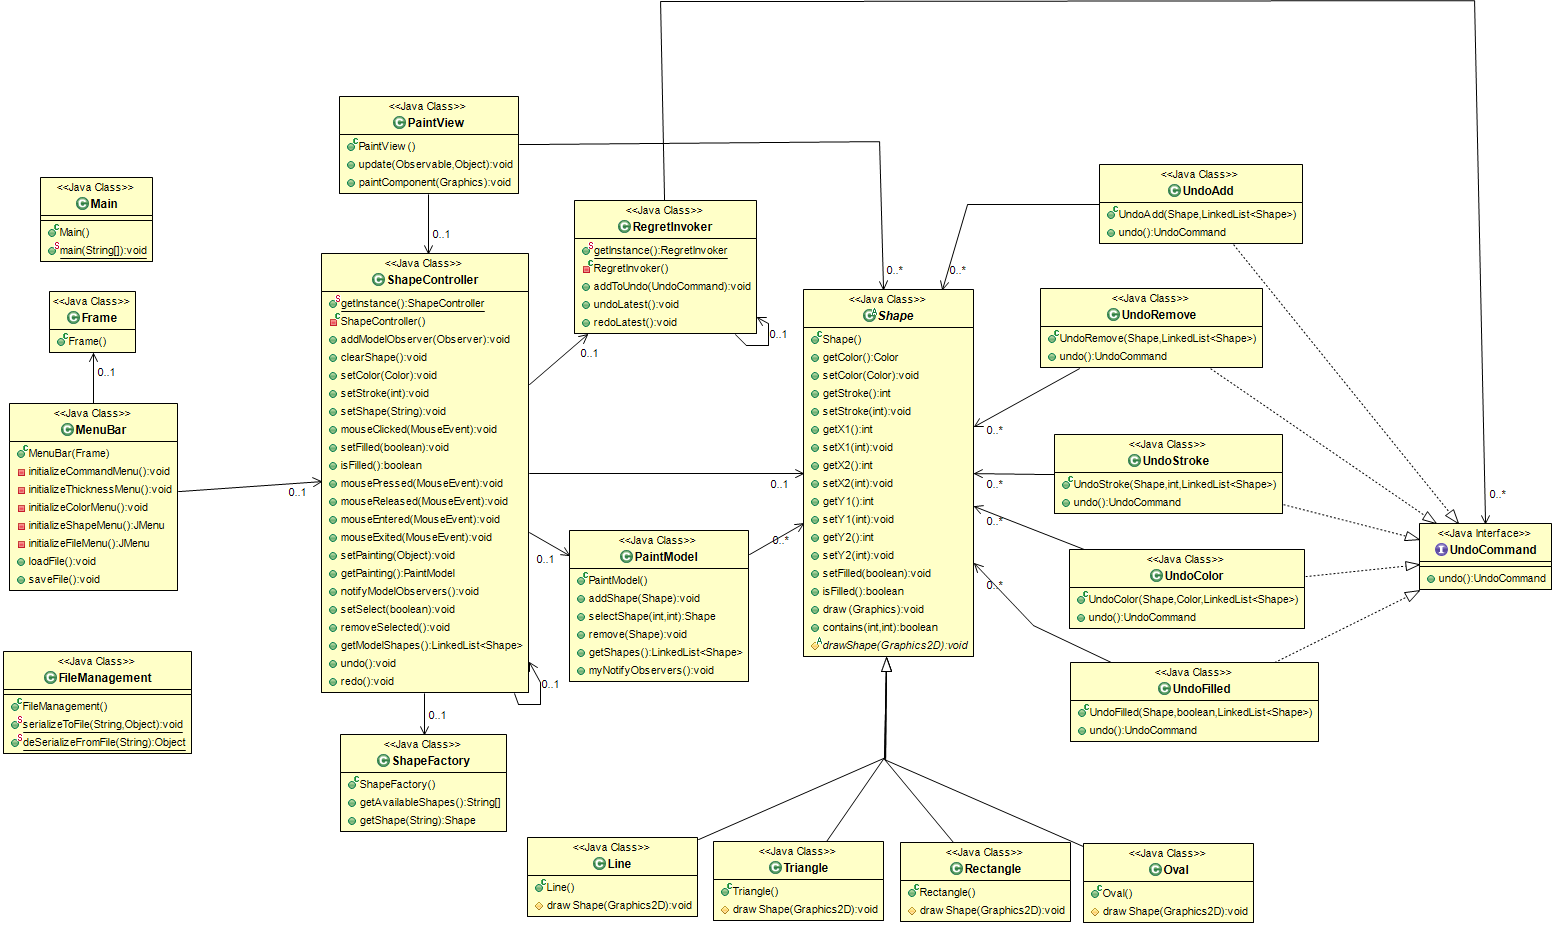 <<Java Class>>
PaintView
PaintView ()
update(Observable,Object):void
paintComponent(Graphics):void
0..1
<<Java Class>>
Main
Main()
main(String[]):void
<<Java Class>>
Frame
Frame()
0..1
<<Java Class>>
MenuBar
MenuBar(Frame)
initializeCommandMenu():void
initializeThicknessMenu():void
initializeColorMenu():void
initializeShapeMenu():JMenu
initializeFileMenu():JMenu
loadFile():void
saveFile():void
0..1
<<Java Class>>
FileManagement
FileManagement()
serializeToFile(String,Object):void
deSerializeFromFile(String):Object
<<Java Class>>
ShapeController
getInstance():ShapeController
ShapeController()
addModelObserver(Observer):void
clearShape():void
setColor(Color):void
setStroke(int):void
setShape(String):void
mouseClicked(MouseEvent):void
setFilled(boolean):void
isFilled():boolean
mousePressed(MouseEvent):void
mouseReleased(MouseEvent):void
mouseEntered(MouseEvent):void
mouseExited(MouseEvent):void
setPainting(Object):void
getPainting():PaintModel
notifyModelObservers():void
setSelect(boolean):void
removeSelected():void
getModelShapes():LinkedList<Shape>
undo():void
redo():void
0..1
0..1
0..1
0..1
0..1
<<Java Class>>
ShapeFactory
ShapeFactory()
getAvailableShapes():String[]
getShape(String):Shape
<<Java Class>>
RegretInvoker
getInstance():RegretInvoker
RegretInvoker()
addToUndo(UndoCommand):void
undoLatest():void
redoLatest():void
0..1
<<Java Class>>
PaintModel
PaintModel()
addShape(Shape):void
selectShape(int,int):Shape
remove(Shape):void
getShapes():LinkedList<Shape>
myNotifyObservers():void
0..*
0..*
0..*
<<Java Class>>
Shape
Shape()
getColor():Color
setColor(Color):void
getStroke():int
setStroke(int):void
getX1():int
setX1(int):void
getX2():int
setX2(int):void
getY1():int
setY1(int):void
getY2():int
setY2(int):void
setFilled(boolean):void
isFilled():boolean
draw (Graphics):void
contains(int,int):boolean
drawShape(Graphics2D):void
<<Java Class>>
UndoAdd
UndoAdd(Shape,LinkedList<Shape>)
undo():UndoCommand
<<Java Class>>
UndoRemove
UndoRemove(Shape,LinkedList<Shape>)
undo():UndoCommand
0..*
<<Java Class>>
UndoStroke
UndoStroke(Shape,int,LinkedList<Shape>)
undo():UndoCommand
0..*
0..*
<<Java Class>>
UndoColor
UndoColor(Shape,Color,LinkedList<Shape>)
undo():UndoCommand
0..*
<<Java Class>>
UndoFilled
UndoFilled(Shape,boolean,LinkedList<Shape>)
undo():UndoCommand
0..*
<<Java Interface>>
UndoCommand
undo():UndoCommand
<<Java Class>>
Line
Line()
draw Shape(Graphics2D):void
<<Java Class>>
Triangle
Triangle()
draw Shape(Graphics2D):void
<<Java Class>>
Rectangle
Rectangle()
draw Shape(Graphics2D):void
<<Java Class>>
Oval
Oval()
draw Shape(Graphics2D):void